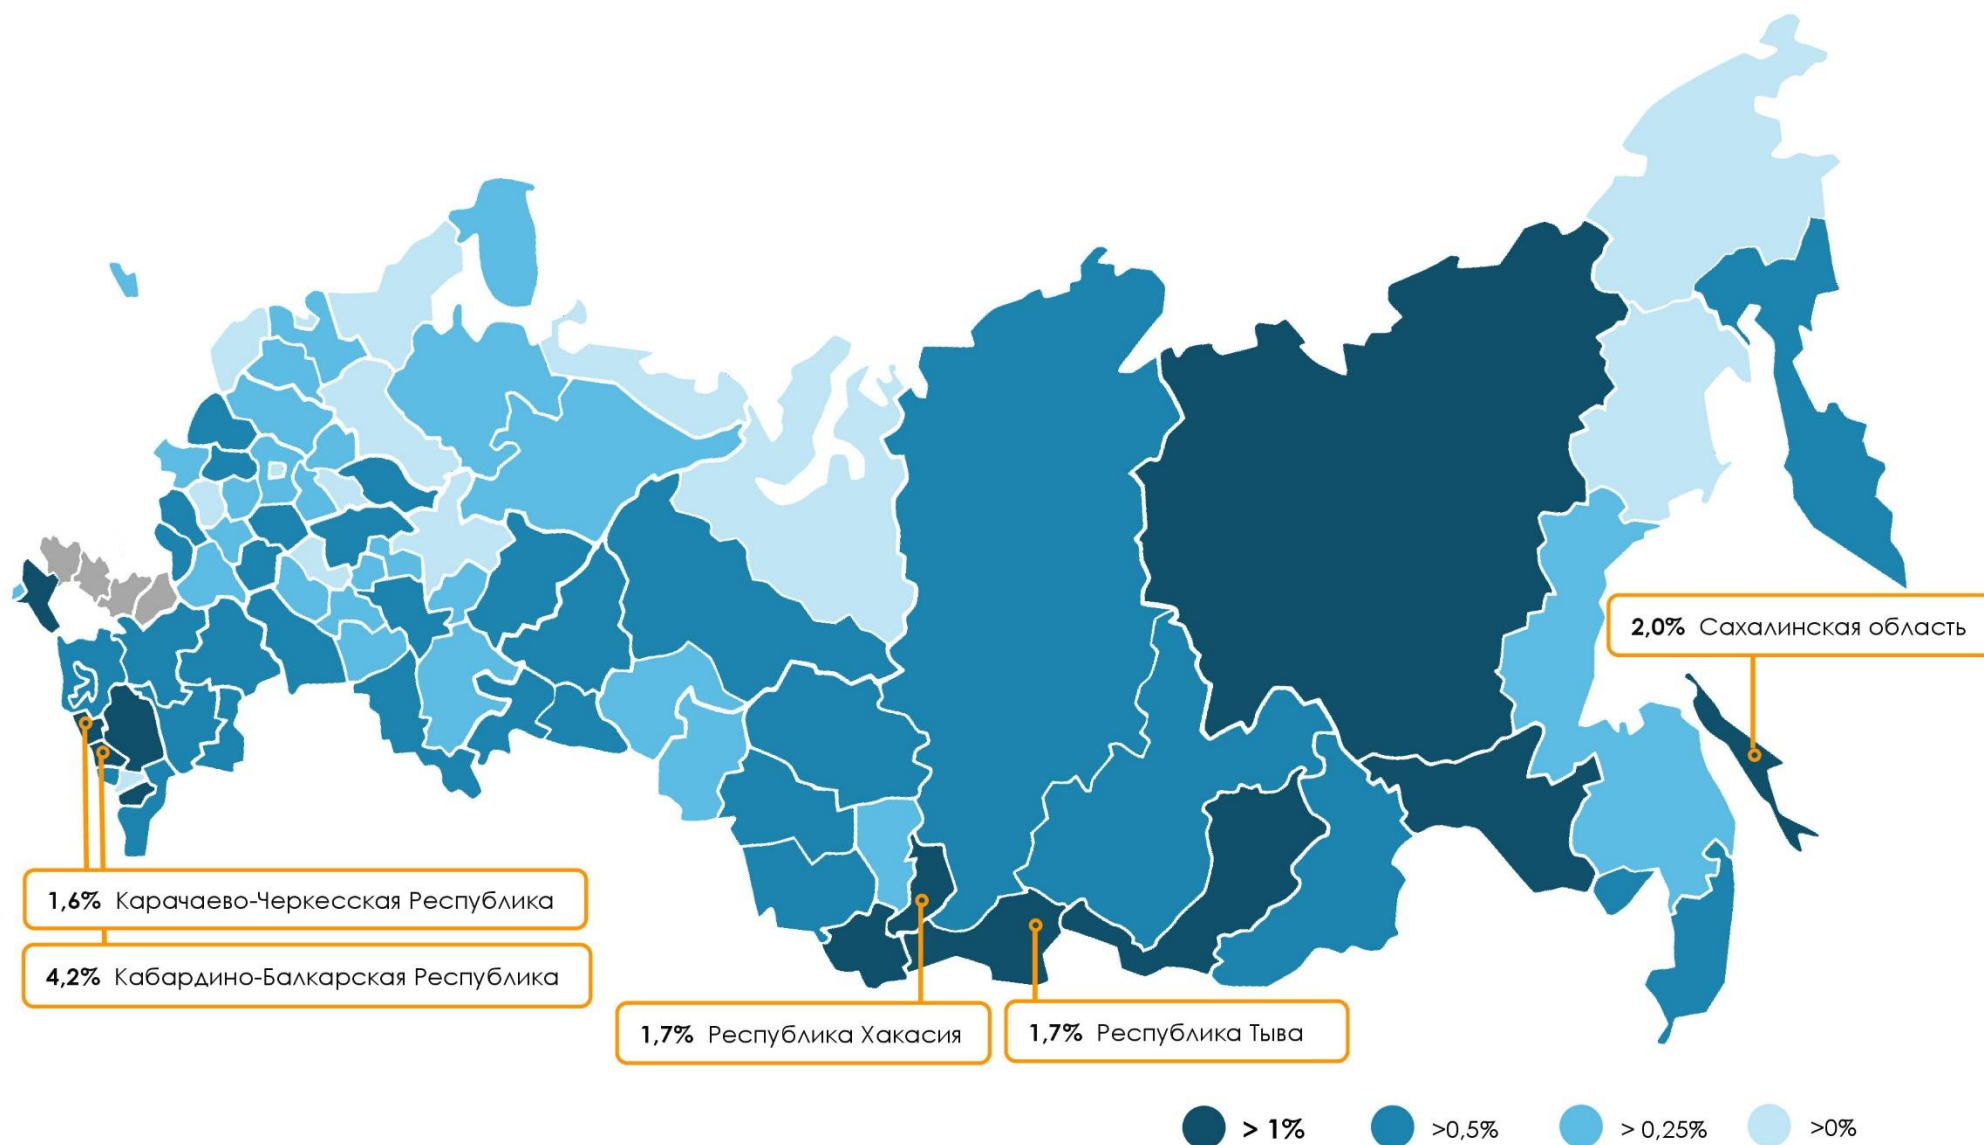 2,0% Сахалинская область
1,6% Карачаево-Черкесская Республика
4,2% Кабардино-Балкарская Республика
1,7% Республика Хакасия
1,7% Республика Тыва
> 1%
>0,5%
> 0,25%
>0%